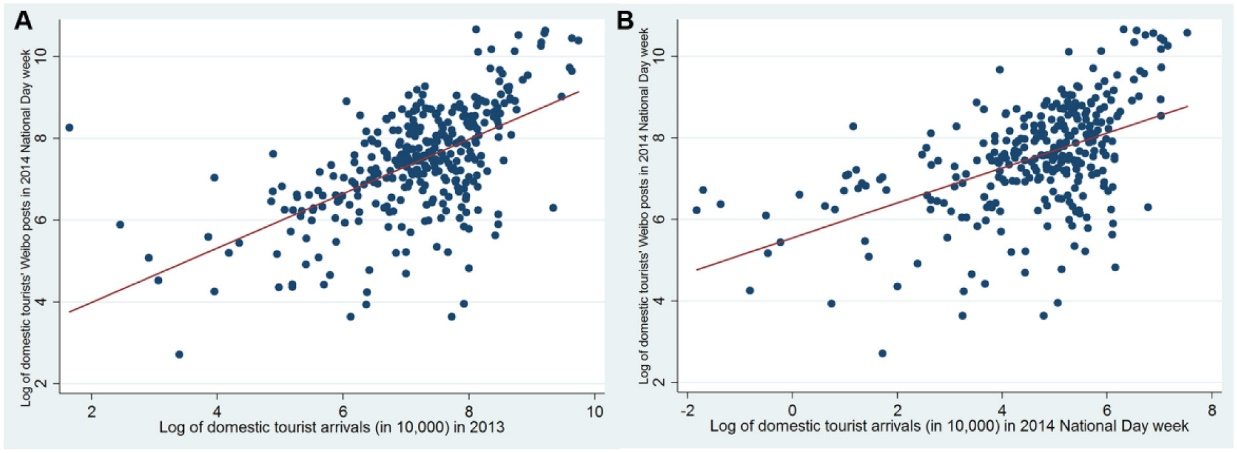 A
Log of domestic tourists' Weibo posts in 2014 National Day week
10
8
6
4
2
2 4 6 8 10
Log of domestic tourist arrivals (in 10,000) in 2013
B
Log of domestic tourists' Weibo posts in 2014 National Day week
10
8
6
4
2
-2 0 2 4 6 8
Log of domestic tourist arrivals (in 10,000) in 2014 National Day week